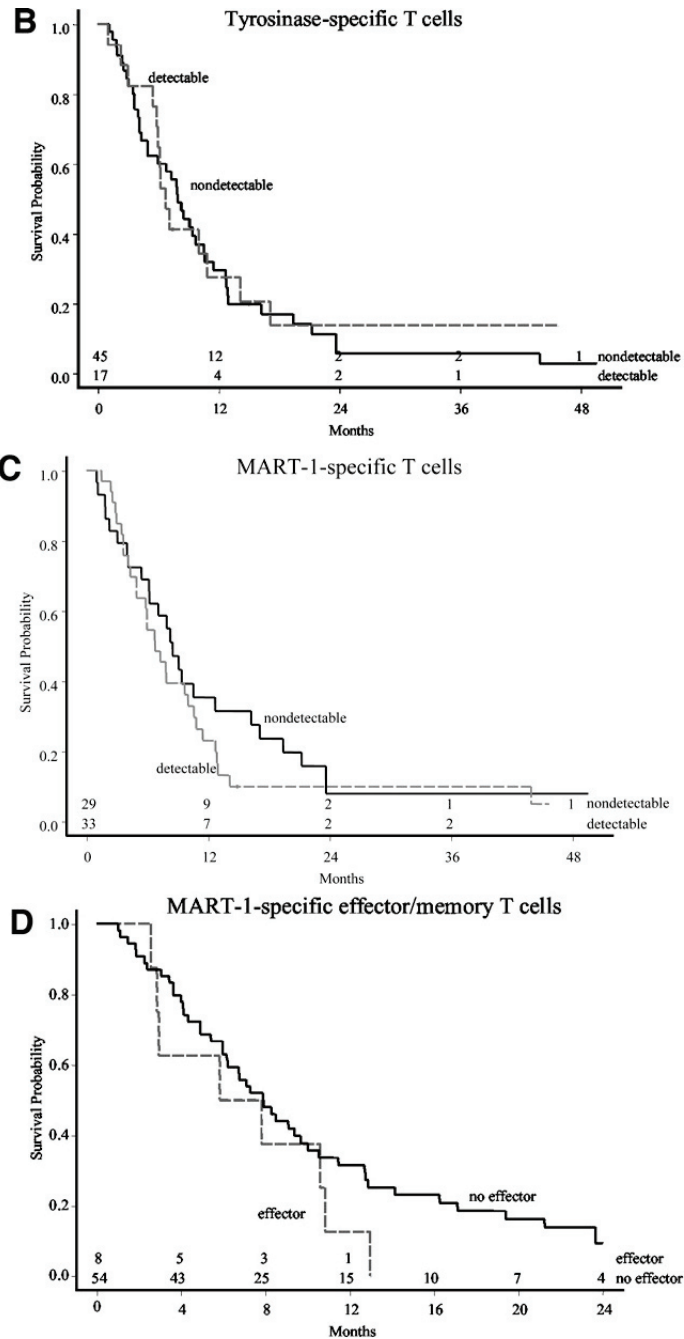 B
Tyrosinase-specific T cells
1.0
detectable
0.8
0.6
nondetectable
Survival Probability
0.4
0.2
45 12 2 2 1 nondetectable
0.0
17 4 2 1 detectable
0 12 24 36 48
Months
C
MART-1-specific T cells
1.0
0.8
0.6
Survival Probability
0.4
nondetectable
0.2
detectable
29 9 2 1 1 nondetectable
0.0
33 7 2 2 detectable
0 12 24 36 48
Months
D
MART-1-specific effector/memory T cells
1.0
0.8
0.6
Survival Probability
0.4
no effector
0.2
effector
8 5 3 1 effector
0.0
54 43 25 15 10 7 4 no effector
0 4 8 12 16 20 24
Months